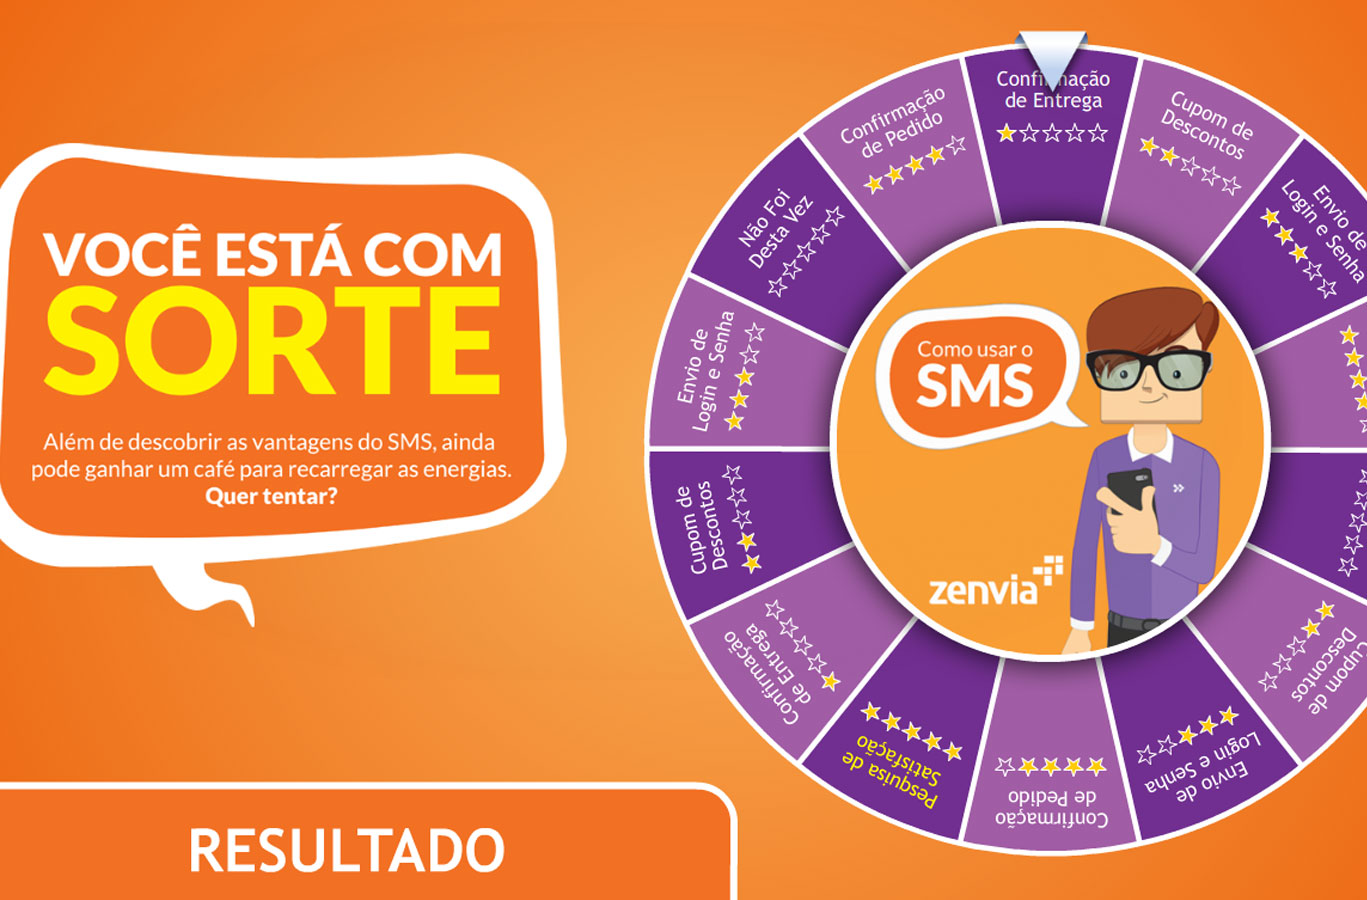 VOCÊ ESTÁ COM
SORTE
Além de descobrir as vantagens do SMS, ainda
pode ganhar um café para recarregar as energias.
Quer tentar?
RESULTADO
Confirmação
de Entrega
Cupom de
Descontos
Envio de
Login e Senha
Cupom de
Descontos
Envio de
Login e Senha
Confirmação
de Pedido
Pesquisa de
Satisfação
Confirmação
de Entrega
Cupom de
Descontos
Envio de
Login e Senha
Não Foi
Desta Vez
Confirmação
de Pedido
Como usar o
SMS
zenvia